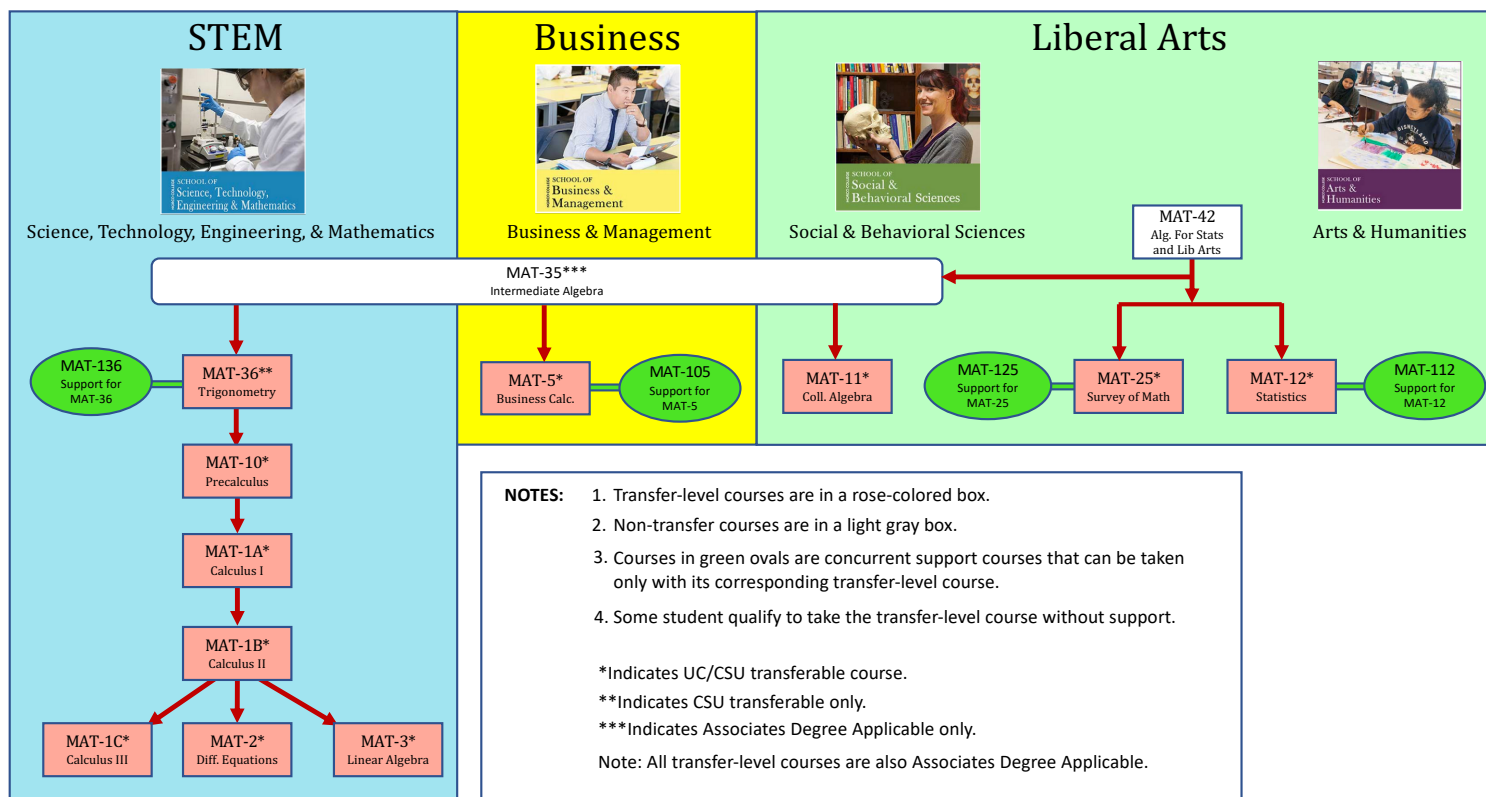 STEM
Business
Liberal Arts
SCHOOL OF
Science, Technology,
Engineering & Mathematics
SCHOOL OF
Business &
Management
SCHOOL OF
Social &
Behavioral Sciences
SCHOOL OF
Arts &
Humanities
Science, Technology, Engineering, & Mathematics
Business & Management
Social & Behavioral Sciences
MAT-42
Alg. For Stats
and Lib Arts
Arts & Humanities
MAT-35***
Intermediate Algebra
MAT-136
Support for
MAT-36
MAT-36**
Trigonometry
MAT-5*
Business Calc.
MAT-105
Support for
MAT-5
MAT-11*
Coll. Algebra
MAT-125
Support for
MAT-25
MAT-25*
Survey of Math
MAT-12*
Statistics
MAT-112
Support for
MAT-12
MAT-10*
Precalculus
MAT-1A*
Calculus I
MAT-1B*
Calculus II
MAT-1C*
Calculus III
MAT-2*
Diff. Equations
MAT-3*
Linear Algebra
NOTES: 1. Transfer-level courses are in a rose-colored box.
2. Non-transfer courses are in a light gray box.
3. Courses in green ovals are concurrent support courses that can be taken
only with its corresponding transfer-level course.
4. Some student qualify to take the transfer-level course without support.
*Indicates UC/CSU transferable course.
**Indicates CSU transferable only.
***Indicates Associates Degree Applicable only.
Note: All transfer-level courses are also Associates Degree Applicable.